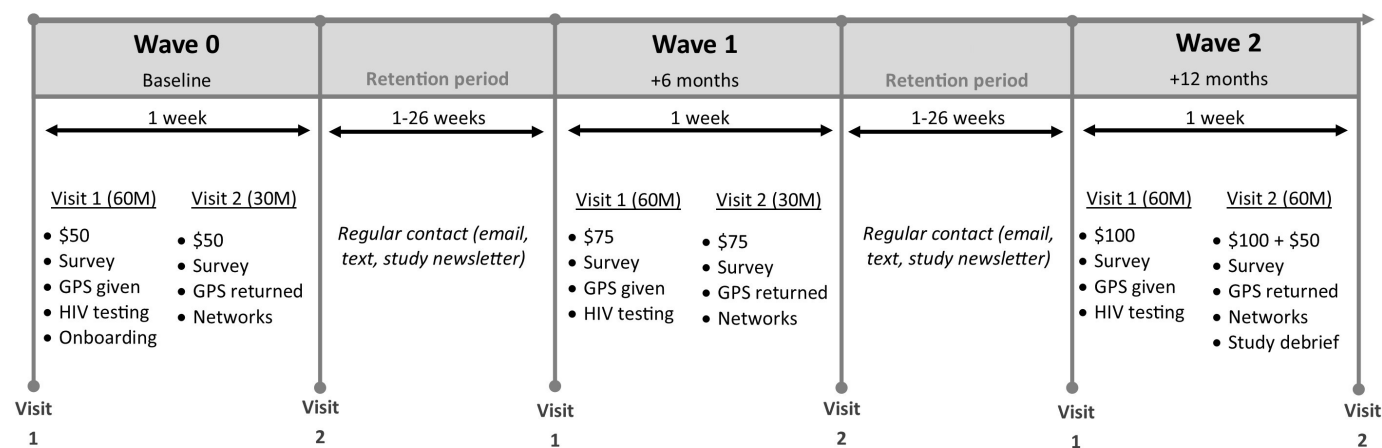 Wave 0
Baseline
Retention period
Wave 1
+6 months
Retention period
Wave 2
+12 months
1 week
1-26 weeks
1 week
1-26 weeks
1 week
Visit 1 (60M)
• $50
• Survey
• GPS given
• HIV testing
• Onboarding
Visit 2 (30M)
• $50
• Survey
• GPS returned
• Networks
Regular contact (email,
text, study newsletter)
Visit 1 (60M)
• $75
• Survey
• GPS given
• HIV testing
Visit 2 (30M)
• $75
• Survey
• GPS returned
• Networks
Regular contact (email,
text, study newsletter)
Visit 1 (60M)
• $100
• Survey
• GPS given
• HIV testing
Visit 2 (60M)
• $100 + $50
• Survey
• GPS returned
• Networks
• Study debrief
Visit
1
Visit
2
Visit
1
Visit
2
Visit
1
Visit
2